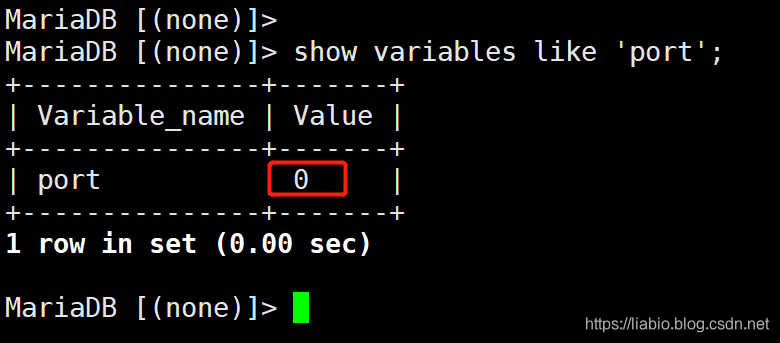 MariaDB [(none)]>
MariaDB [(none)]> show variables like 'port';
+---------------+-------+
| Variable_name | Value |
+---------------+-------+
| port          | 0     |
+---------------+-------+
1 row in set (0.00 sec)
MariaDB [(none)]>
https://liabio.blog.csdn.net